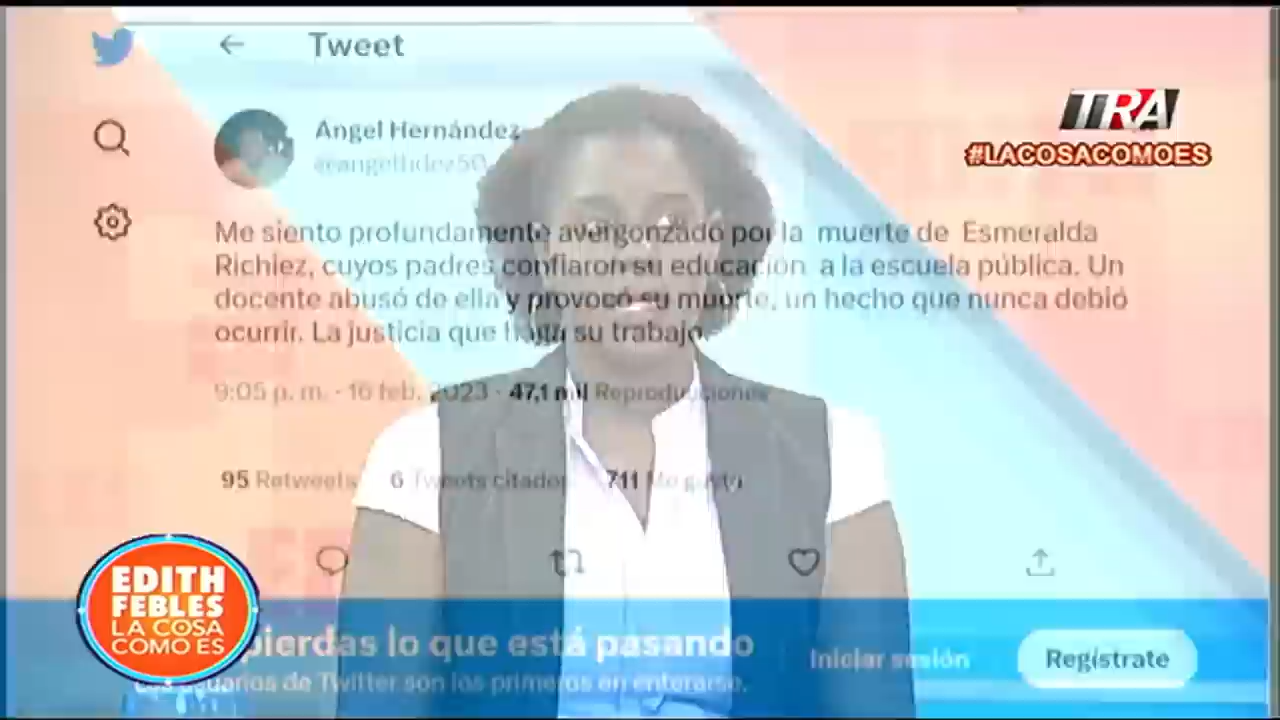 Tweet
TRA
#LACOSACOMOES
Angel Hernández
@angelhdez50
Me siento profundamente avergonzado por la muerte de Esmeralda
Richiez, cuyos padres confiaron su educación a la escuela pública. Un
docente abusó de ella y provocó su muerte, un hecho que nunca debió
ocurrir. La justicia que haga su trabajo.
9:05 p. m. · 16 feb. 2023 · 47,1 mil Reproducciones
95 Retweets 6 Tweets citados 711 Me gusta
EDITH
FEBLES
LA COSA
COMO ES
pierdas lo que está pasando
usuarios de Twitter son los primeros en enterarse.
Iniciar sesión
Regístrate